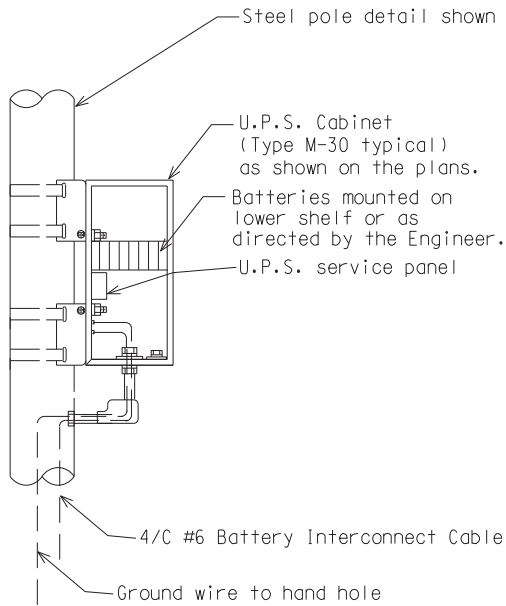 Steel pole detail shown
U.P.S. Cabinet
(Type M-30 typical)
as shown on the plans.
Batteries mounted on
lower shelf or as
directed by the Engineer.
U.P.S. service panel
4/C #6 Battery Interconnect Cable
Ground wire to hand hole